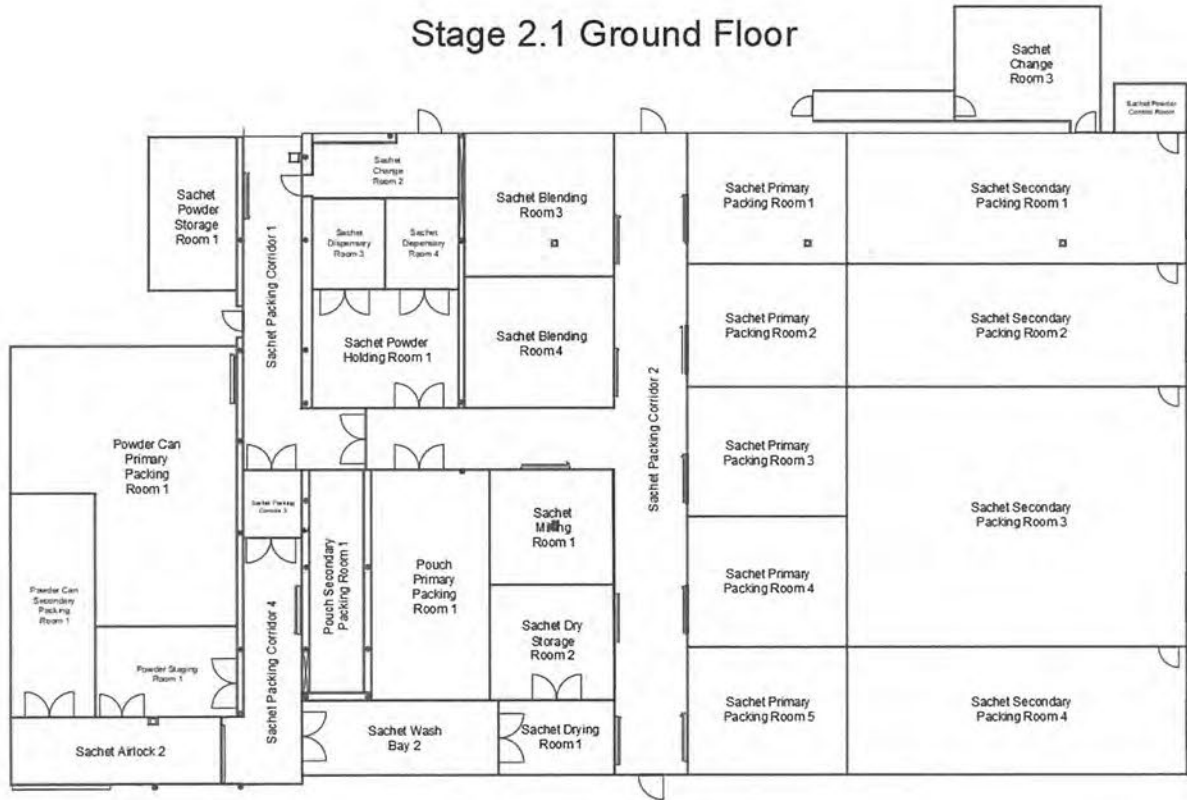 Stage 2.1 Ground Floor
Sachet
Change
Room 3
Sachet Powder
Control Room
Sachet
Powder
Storage
Room 1
Sachet Packing Corridor 1
Sachet
Change
Room 2
Sachet
Dispensary
Room 3
Sachet
Dispensary
Room 4
Sachet Powder
Holding Room 1
Sachet Blending
Room 3
Sachet Blending
Room 4
Sachet Packing Corridor 2
Sachet Primary
Packing Room 1
Sachet Secondary
Packing Room 1
Sachet Primary
Packing Room 2
Sachet Secondary
Packing Room 2
Sachet Primary
Packing Room 3
Sachet Secondary
Packing Room 3
Sachet Primary
Packing Room 4
Sachet Primary
Packing Room 5
Sachet Secondary
Packing Room 4
Powder Can
Primary
Packing
Room 1
Powder Can
Secondary
Packing
Room 1
Powder Staging
Room 1
Sachet Airlock 2
Sachet Packing
Corridor 3
Sachet Packing Corridor 4
Pouch Secondary
Packing Room 1
Pouch
Primary
Packing
Room 1
Sachet
Milling
Room 1
Sachet Dry
Storage
Room 2
Sachet Wash
Bay 2
Sachet Drying
Room 1